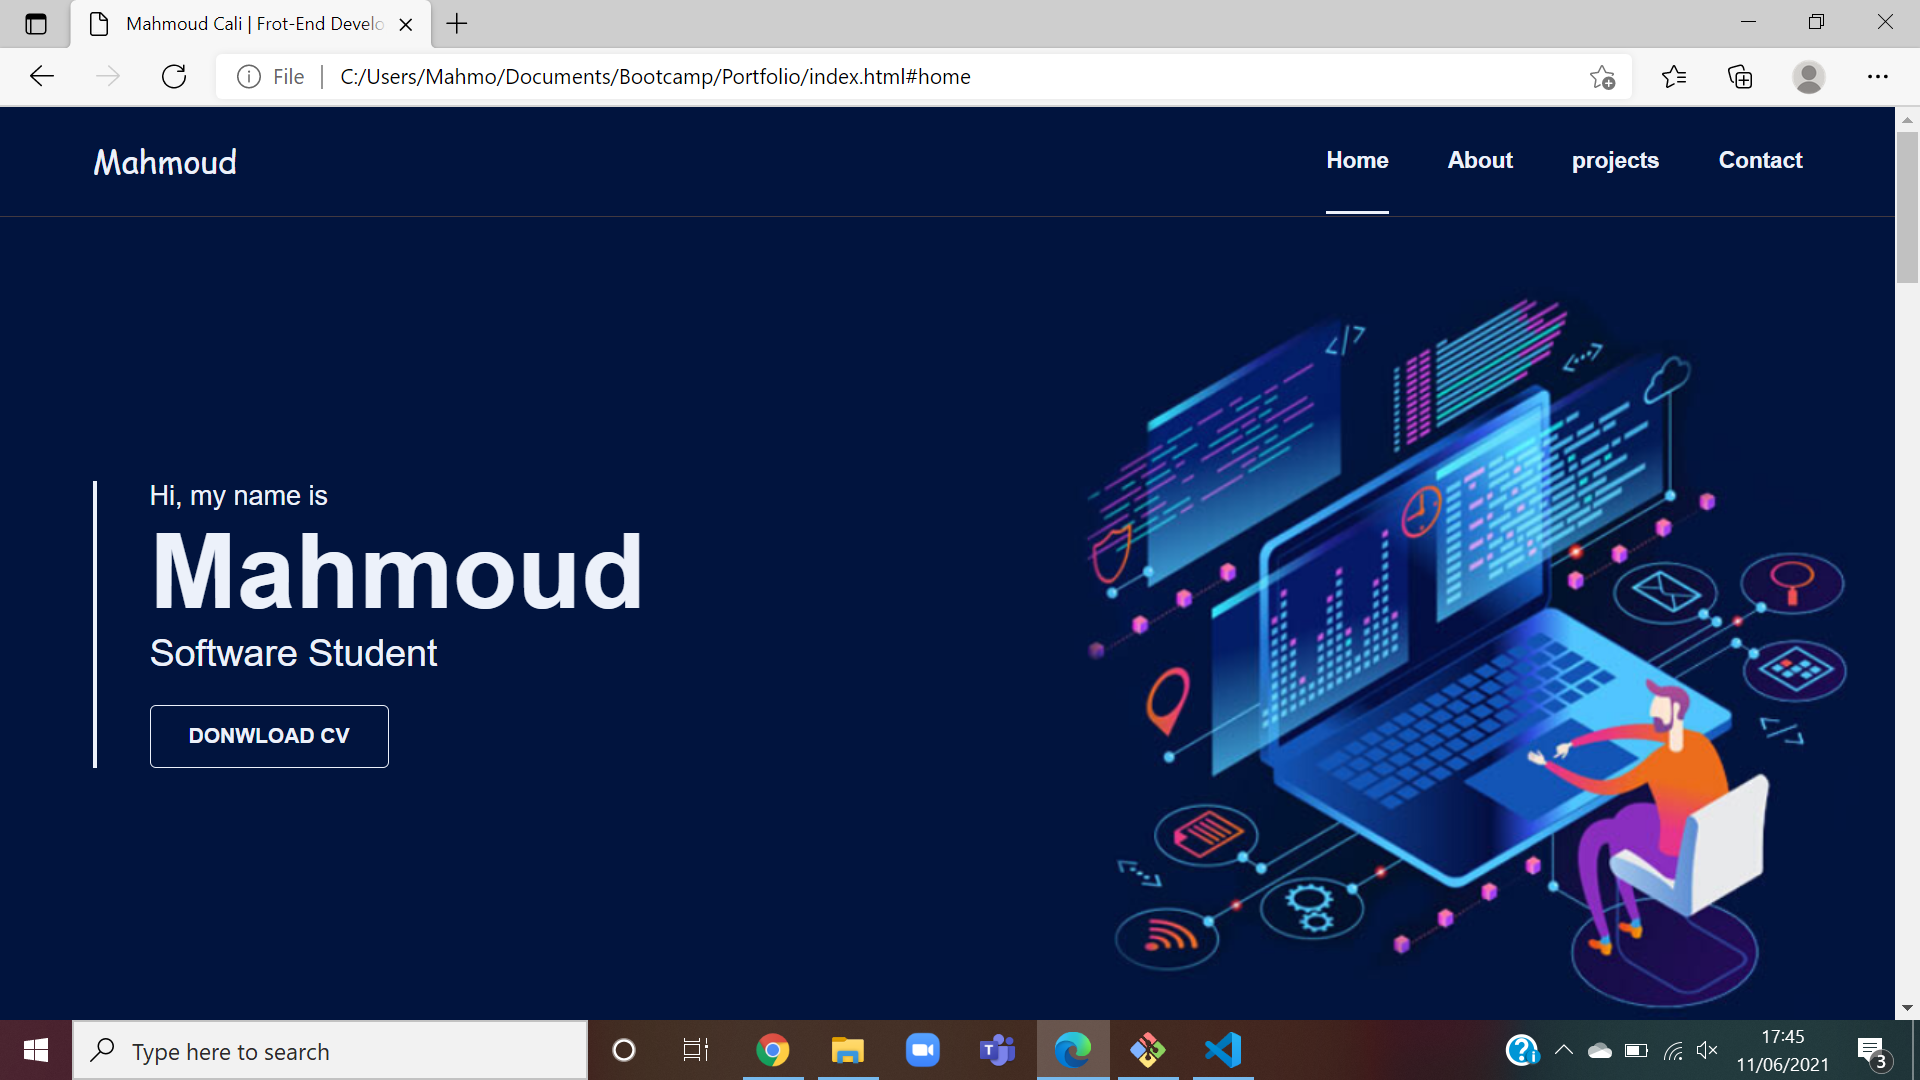 Mahmoud Cali | Frot-End Develo
File
C:/Users/Mahmo/Documents/Bootcamp/Portfolio/index.html#home
Mahmoud
Home
About
projects
Contact
Hi, my name is
Mahmoud
Software Student
DONWLOAD CV
Type here to search
17:45
11/06/2021
3